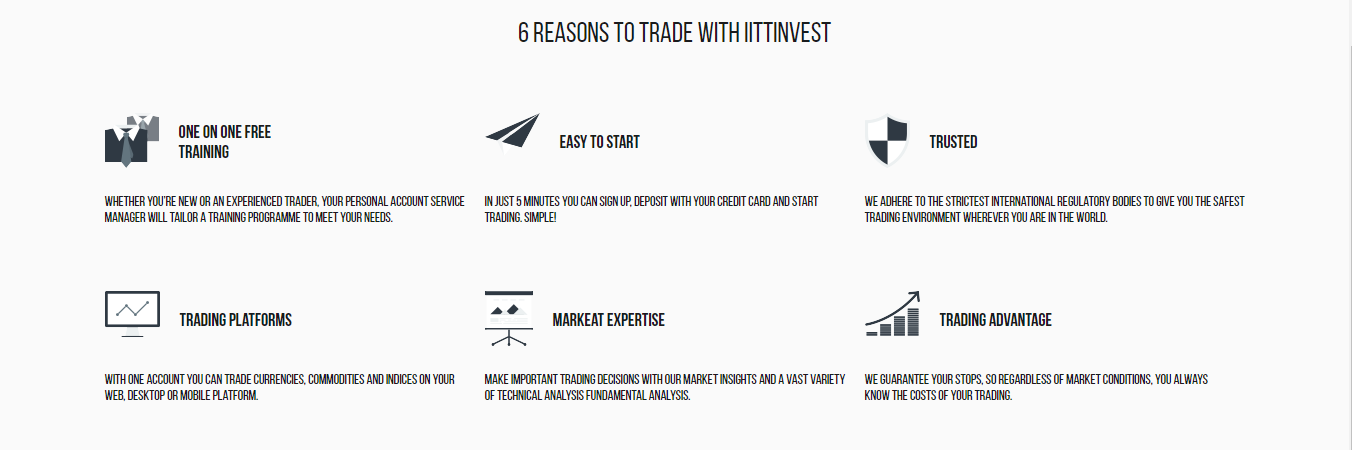 6 REASONS TO TRADE WITH IITTINVEST
ONE ON ONE FREE
TRAINING
WHETHER YOU'RE NEW OR AN EXPERIENCED TRADER, YOUR PERSONAL ACCOUNT SERVICE
MANAGER WILL TAILOR A TRAINING PROGRAMME TO MEET YOUR NEEDS.
EASY TO START
IN JUST 5 MINUTES YOU CAN SIGN UP, DEPOSIT WITH YOUR CREDIT CARD AND START
TRADING. SIMPLE!
TRUSTED
WE ADHERE TO THE STRICTEST INTERNATIONAL REGULATORY BODIES TO GIVE YOU THE SAFEST
TRADING ENVIRONMENT WHEREVER YOU ARE IN THE WORLD.
TRADING PLATFORMS
WITH ONE ACCOUNT YOU CAN TRADE CURRENCIES, COMMODITIES AND INDICES ON YOUR
WEB, DESKTOP OR MOBILE PLATFORM.
MARKEAT EXPERTISE
MAKE IMPORTANT TRADING DECISIONS WITH OUR MARKET INSIGHTS AND A VAST VARIETY
OF TECHNICAL ANALYSIS FUNDAMENTAL ANALYSIS.
TRADING ADVANTAGE
WE GUARANTEE YOUR STOPS, SO REGARDLESS OF MARKET CONDITIONS, YOU ALWAYS
KNOW THE COSTS OF YOUR TRADING.